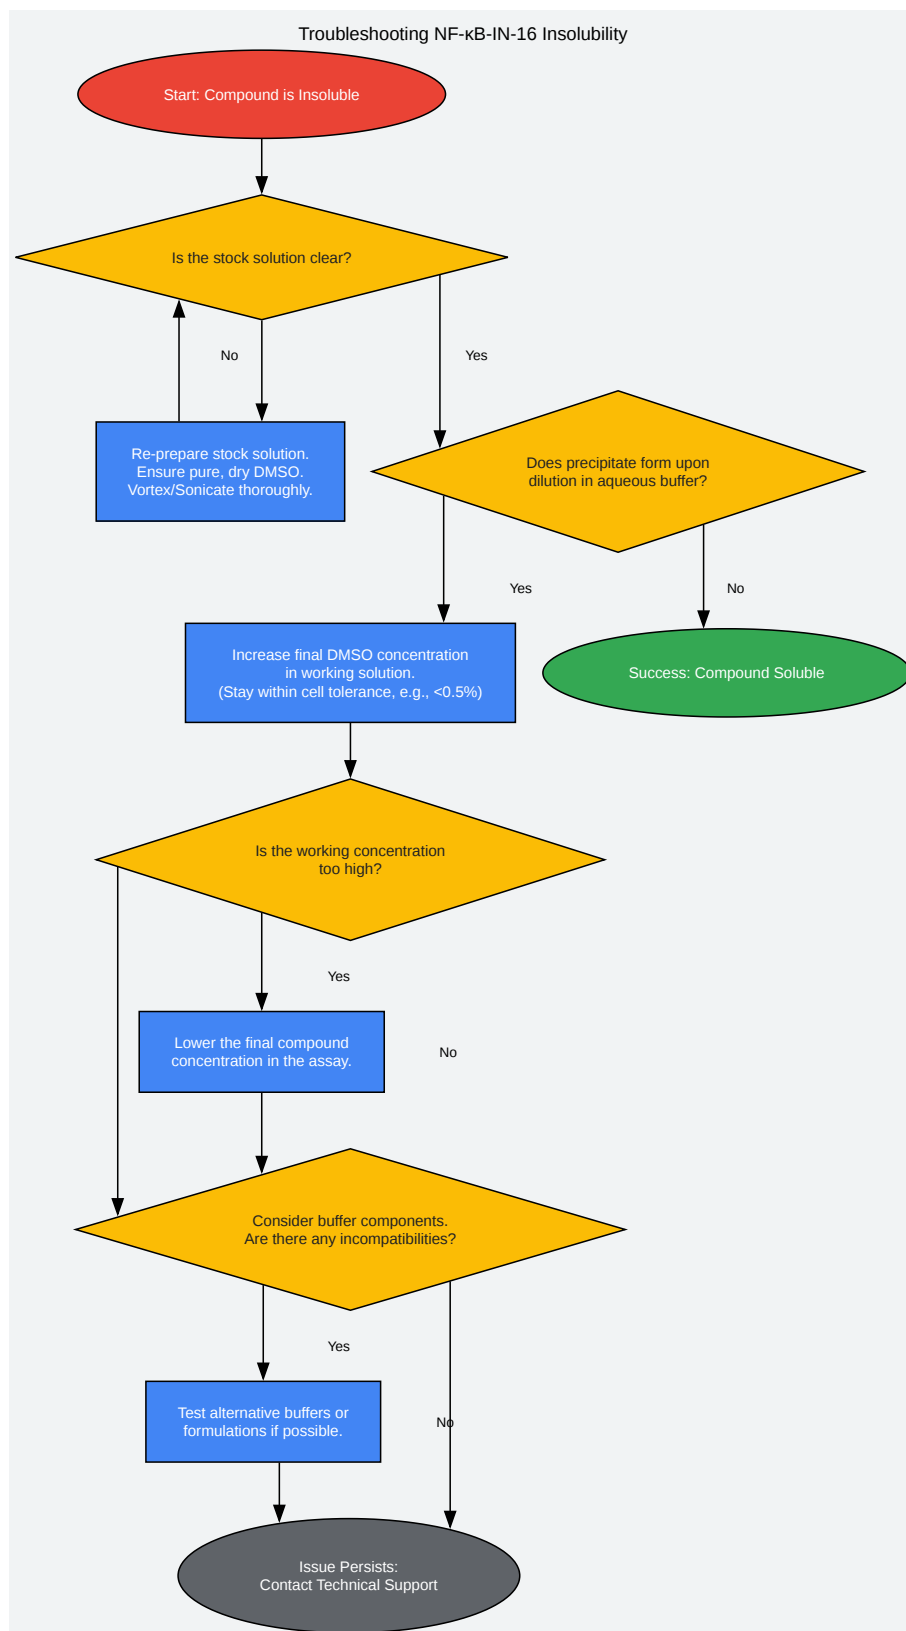 Troubleshooting NF-κB-IN-16 Insolubility
Start: Compound is Insoluble
Is the stock solution clear?
No
Yes
Re-prepare stock solution.
Ensure pure, dry DMSO.
Vortex/Sonicate thoroughly.
Does precipitate form upon
dilution in aqueous buffer?
Yes
No
Increase final DMSO concentration
in working solution.
(Stay within cell tolerance, e.g., <0.5%)
Success: Compound Soluble
Is the working concentration
too high?
Yes
Lower the final compound
concentration in the assay.
No
Consider buffer components.
Are there any incompatibilities?
Yes
Test alternative buffers or
formulations if possible.
No
Issue Persists:
Contact Technical Support